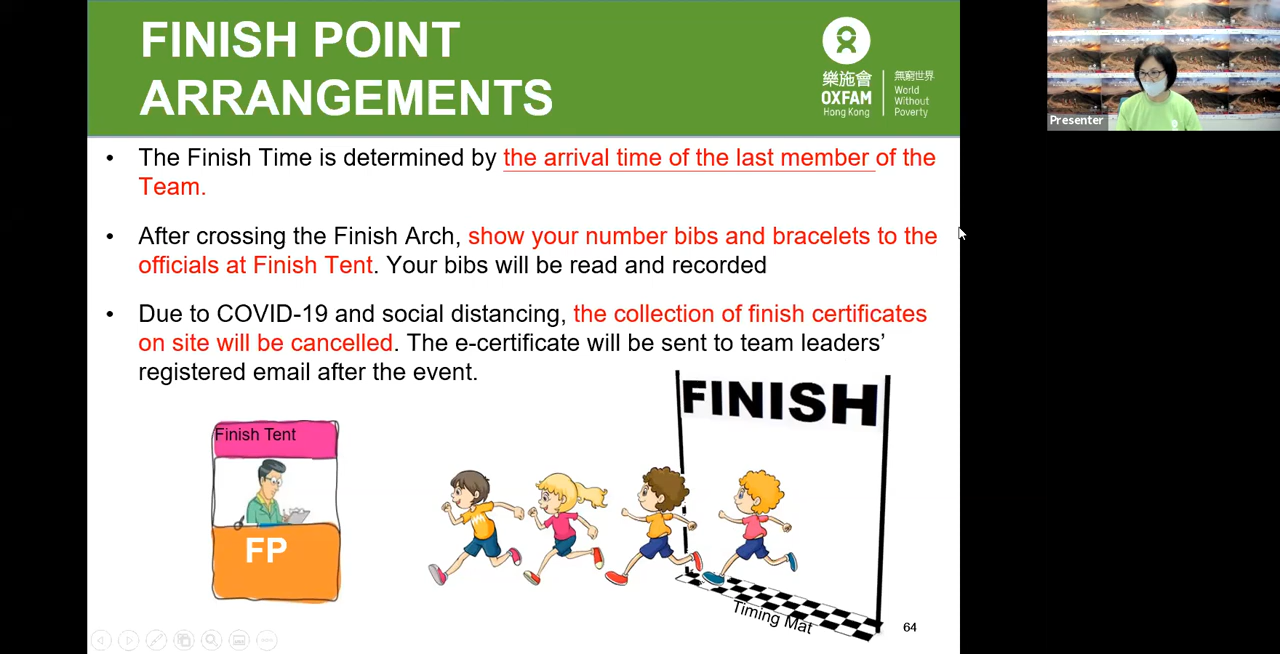 FINISH POINT
ARRANGEMENTS
樂施會
OXFAM
Hong Kong
無窮世界
World
Without
Poverty
Presenter
• The Finish Time is determined by the arrival time of the last member of the
Team.
• After crossing the Finish Arch, show your number bibs and bracelets to the
officials at Finish Tent. Your bibs will be read and recorded
• Due to COVID-19 and social distancing, the collection of finish certificates
on site will be cancelled. The e-certificate will be sent to team leaders’
registered email after the event.
FINISH
Finish Tent
FP
Timing Mat
64